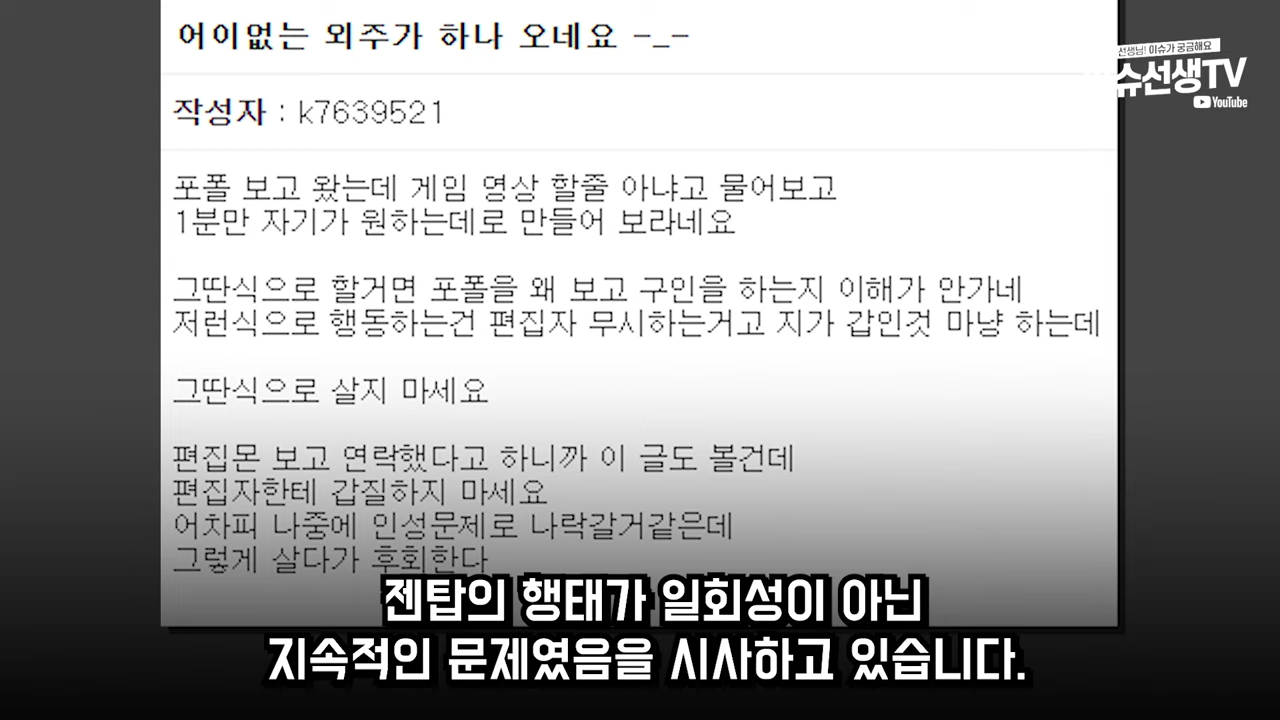 어이없는 외주가 하나 오네요 -_-
선생님! 이슈가 궁금해요
슈선생TV
YouTube
작성자 : k7639521
포폴 보고 왔는데 게임 영상 할줄 아냐고 물어보고
1분만 자기가 원하는데로 만들어 보라네요
그딴식으로 할거면 포폴을 왜 보고 구인을 하는지 이해가 안가네
저런식으로 행동하는건 편집자 무시하는거고 지가 갑인것 마냥 하는데
그딴식으로 살지 마세요
편집몬 보고 연락했다고 하니까 이 글도 볼건데
편집자한테 갑질하지 마세요
어차피 나중에 인성문제로 나락갈거같은데
그렇게 살다가 후회한다
젠탑의 행태가 일회성이 아닌
지속적인 문제였음을 시사하고 있습니다.